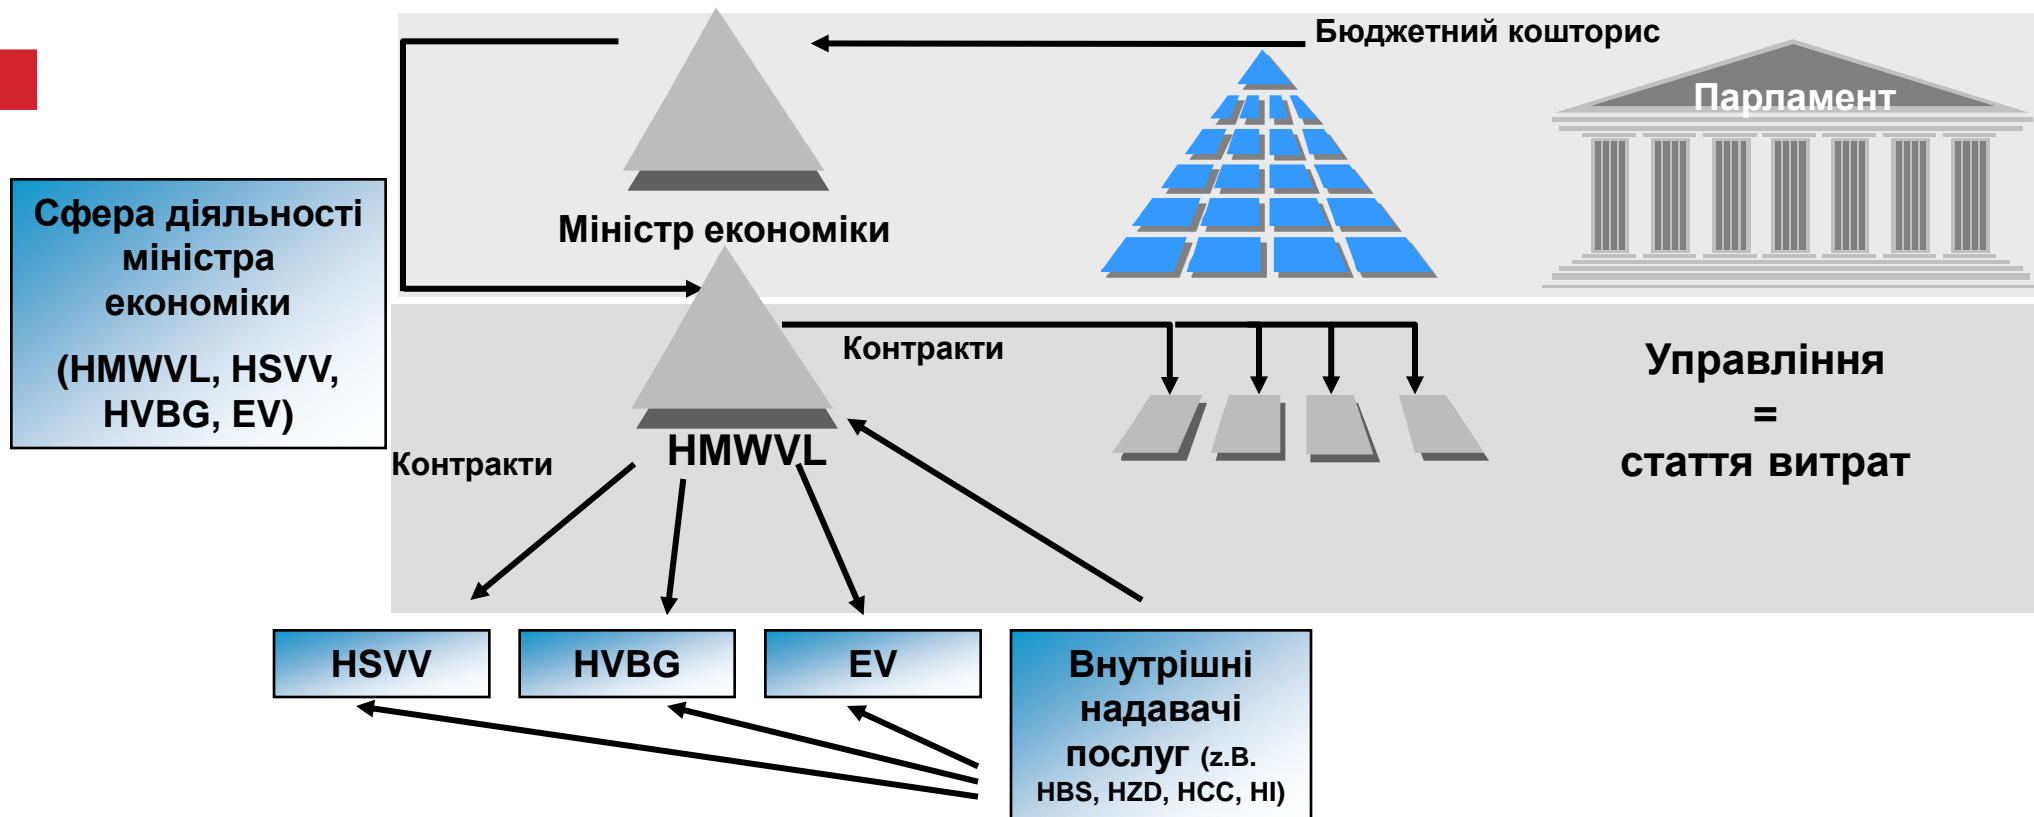 Бюджетний кошторис
Парламент
Сфера діяльності
міністра
економіки
(HMWVL, HSVV,
HVBG, EV)
Міністр економіки
Контракти
Управління
=
стаття витрат
HMWVL
Контракти
HSVV
HVBG
EV
Внутрішні
надавачі
послуг (z.B.
HBS, HZD, HCC, HI)